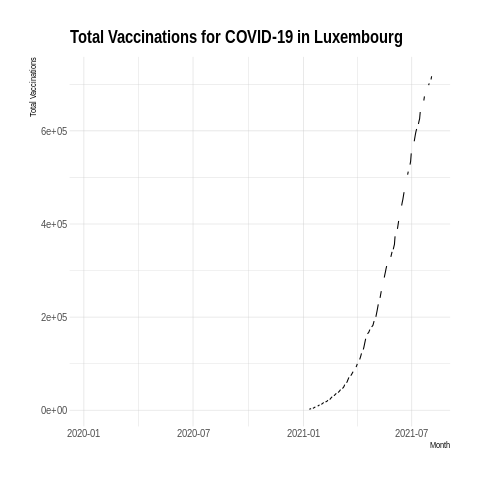 Total Vaccinations for COVID-19 in Luxembourg
Total Vaccinations
6e+05
4e+05
2e+05
0e+00
2020-01 2020-07 2021-01 2021-07
Month